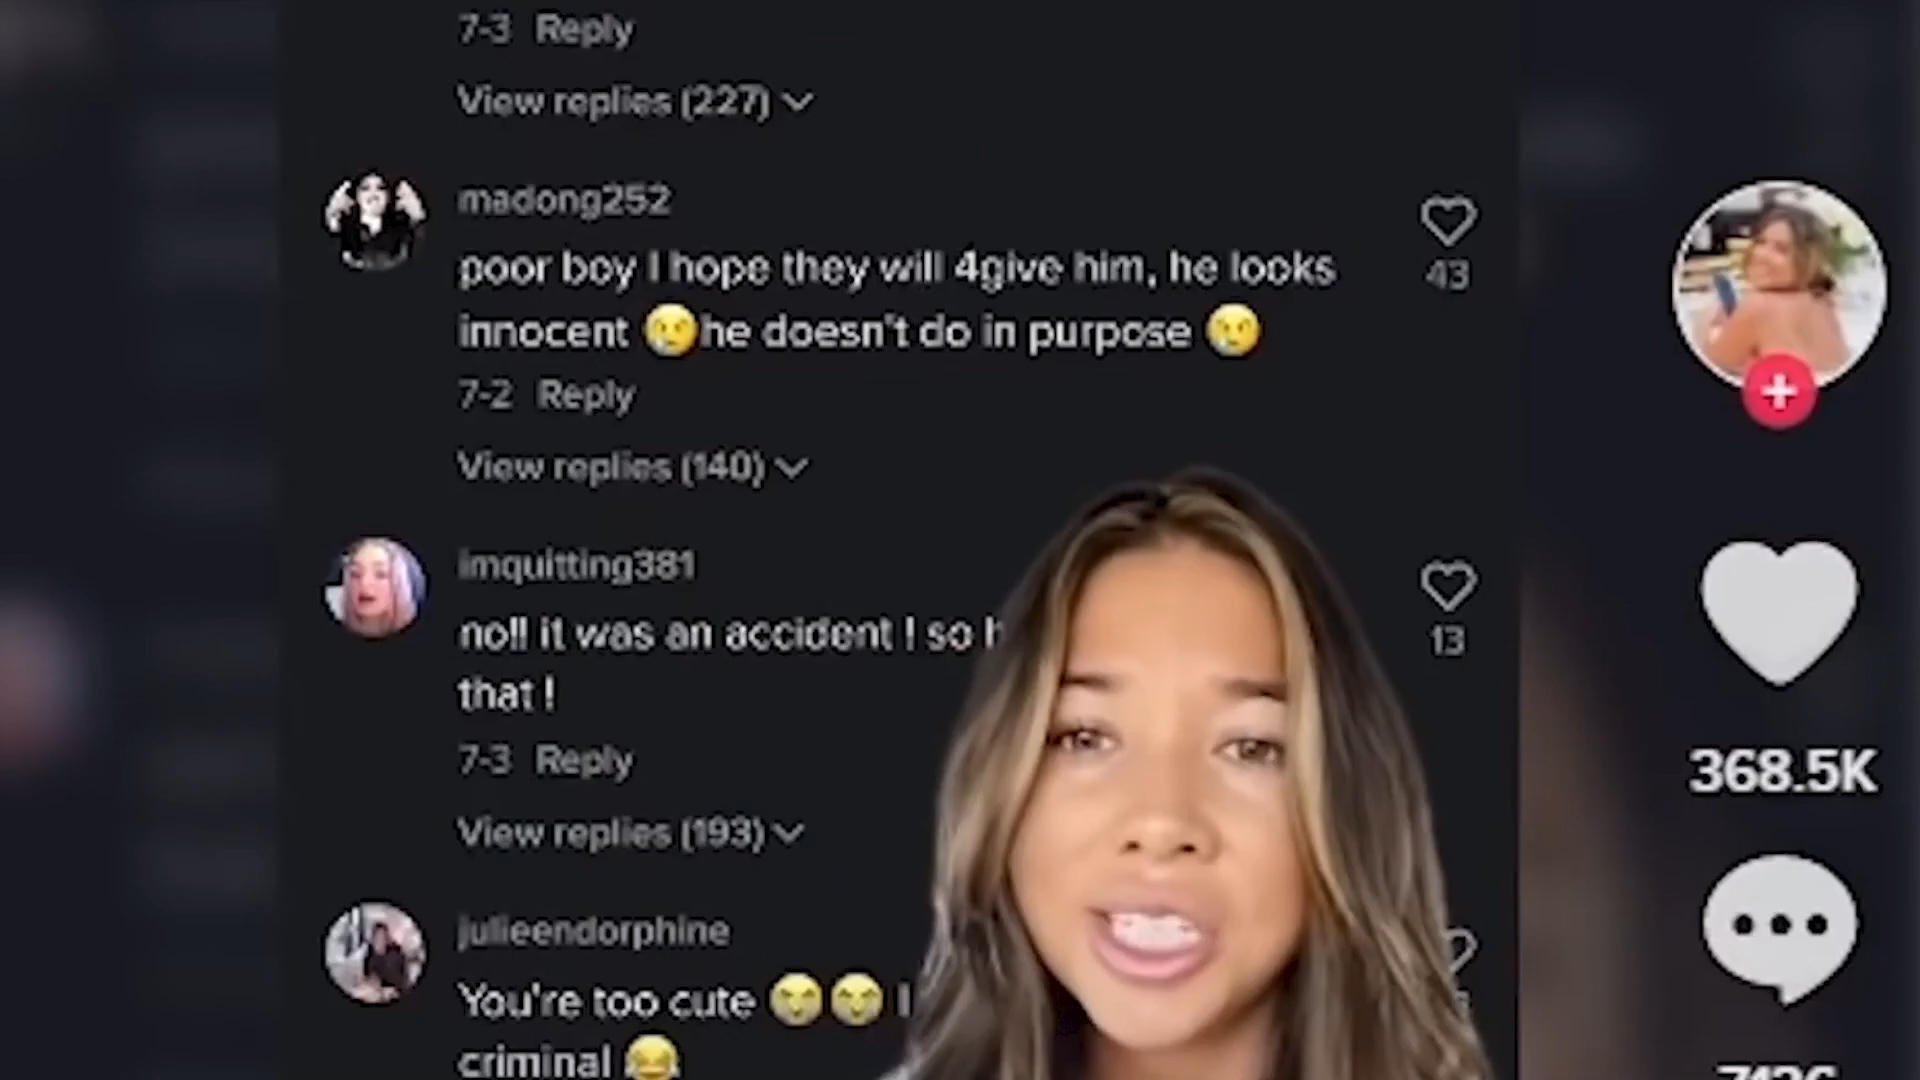 7-3 Reply
View replies (227)
madong252
poor boy I hope they will 4give him, he looks
innocent 😢he doesn't do in purpose 😢
7-2 Reply
View replies (140)
43
imquitting381
no!! it was an accident ! so
that !
7-3 Reply
View replies (193)
13
julieendorphine
You're too cute 😭😭 I
criminal 😂
368.5K